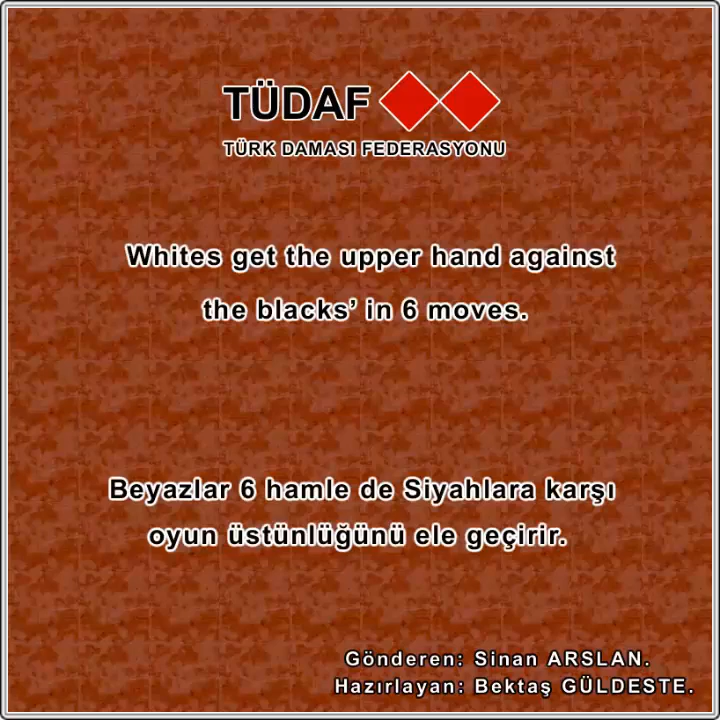 TÜDAF
TÜRK DAMASI FEDERASYONU
Whites get the upper hand against
the blacks’ in 6 moves.
Beyazlar 6 hamle de Siyahlara karşı
oyun üstünlüğünü ele geçirir.
Gönderen: Sinan ARSLAN.
Hazırlayan: Bektaş GÜLDESTE.